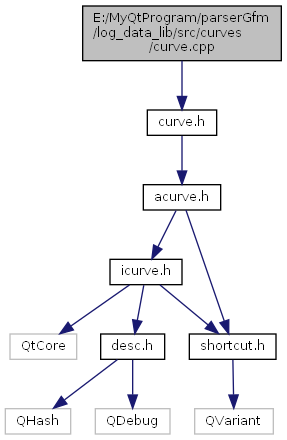 E:/MyQtProgram/parserGfm
/log_data_lib/src/curves
/curve.cpp
curve.h
acurve.h
icurve.h
QtCore
desc.h
shortcut.h
QHash
QDebug
QVariant